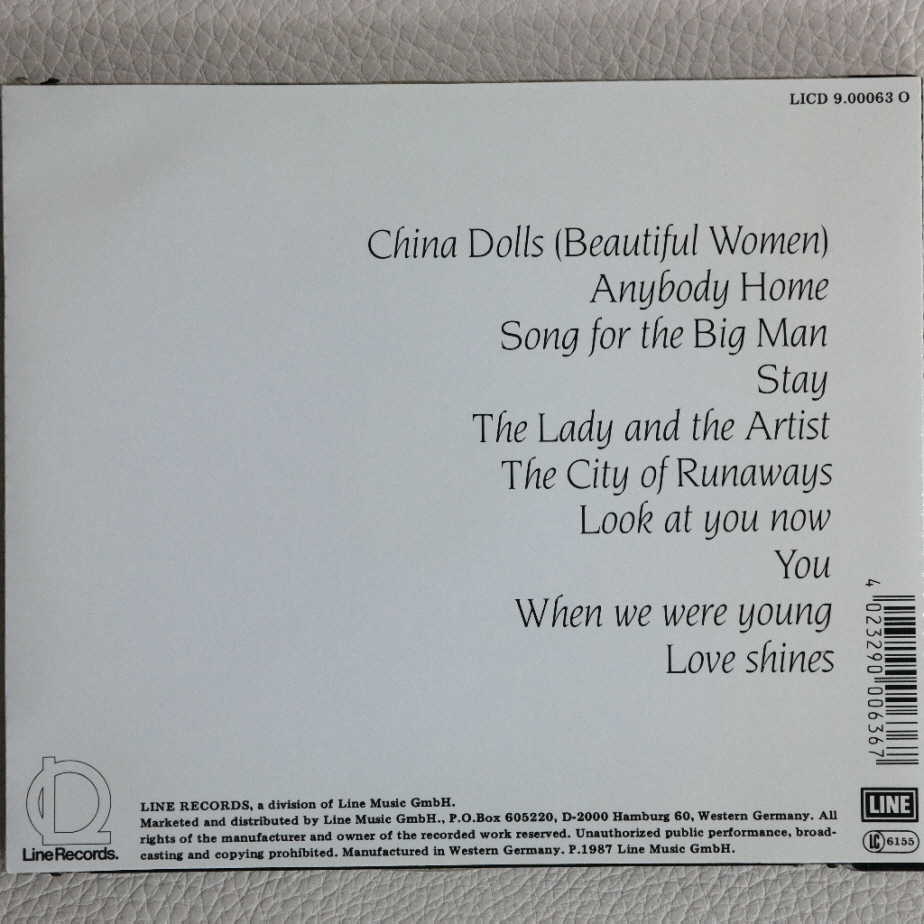 LICD 9.00063 O
China Dolls (Beautiful Women)
Anybody Home
Song for the Big Man
Stay
The Lady and the Artist
The City of Runaways
Look at you now
You
When we were young
Love shines
4 023290 006367
LINE RECORDS, a division of Line Music GmbH.
Marketed and distributed by Line Music GmbH., P.O.Box 605220, D-2000 Hamburg 60, Western Germany. All
rights of the manufacturer and owner of the recorded work reserved. Unauthorized public performance, broad-
casting and copying prohibited. Manufactured in Western Germany. P.1987 Line Music GmbH.
Line Records.
LINE
LC 6155